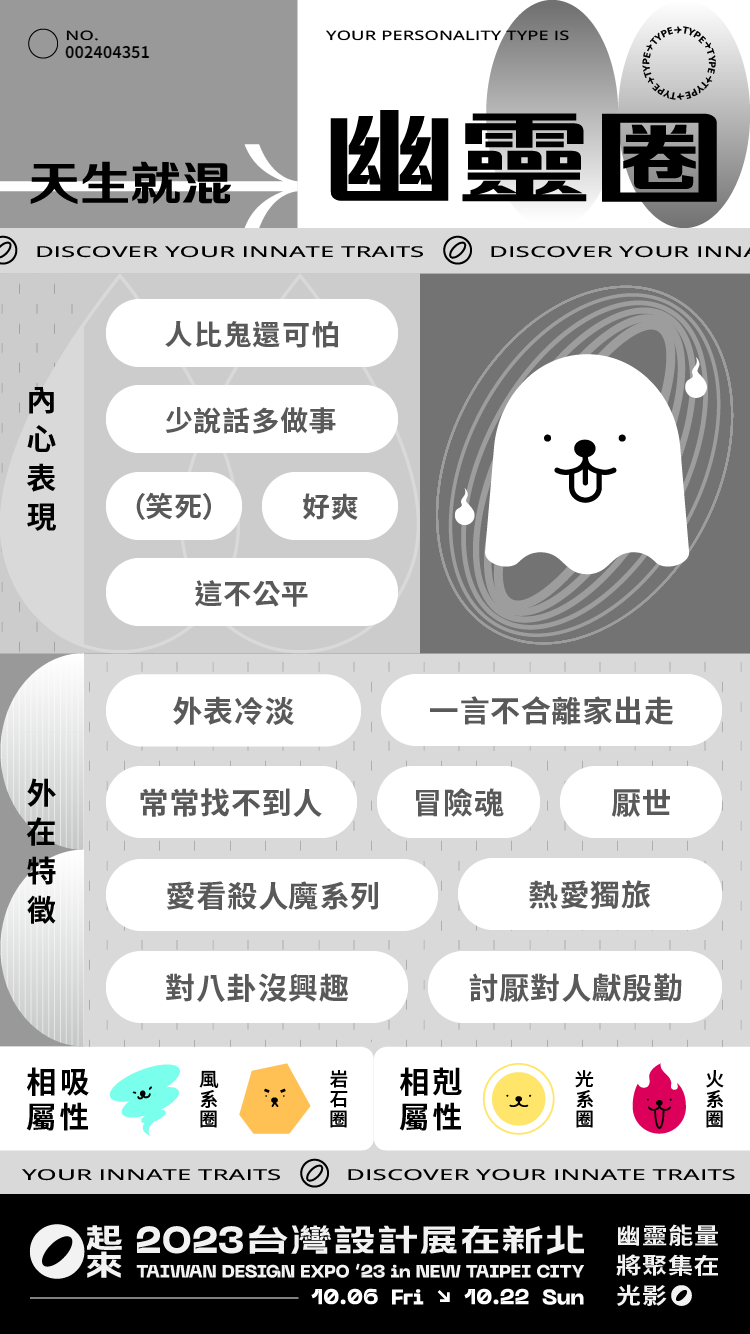 NO.
002404351
天生就混
YOUR PERSONALITY TYPE IS
TYPE→TYPE→TYPE→TYPE→TYPE→TYPE→TYPE→
幽靈圈
DISCOVER YOUR INNATE TRAITS
DISCOVER YOUR INNA
內心表現
人比鬼還可怕
少說話多做事
（笑死）
好爽
這不公平
外在特徵
外表冷淡
一言不合離家出走
常常找不到人
冒險魂
厭世
愛看殺人魔系列
熱愛獨旅
對八卦沒興趣
討厭對人獻殷勤
相吸屬性
風系圈
岩石圈
相剋屬性
光系圈
火系圈
YOUR INNATE TRAITS
DISCOVER YOUR INNATE TRAITS
起來
2023台灣設計展在新北
TAIWAN DESIGN EXPO '23 in NEW TAIPEI CITY
10.06 Fri ↘ 10.22 Sun
幽靈能量
將聚集在
光影